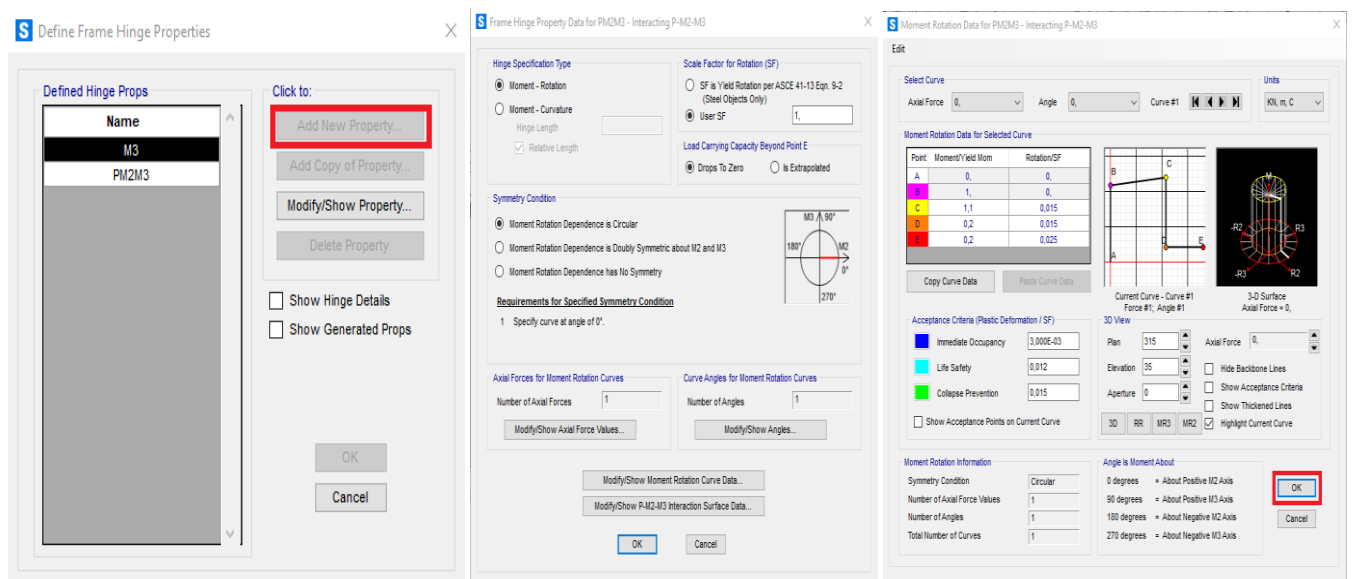 S Define Frame Hinge Properties X
Defined Hinge Props
Name
M3
PM2M3
Click to:
Add New Property...
Add Copy of Property...
Modify/Show Property...
Delete Property
Show Hinge Details
Show Generated Props
OK
Cancel
S Frame Hinge Property Data for PM2M3 - Interacting P-M2-M3 X
Hinge Specification Type
Moment - Rotation
Moment - Curvature
Hinge Length
Relative Length
Scale Factor for Rotation (SF)
SF is Yield Rotation per ASCE 41-13 Eqn. 9-2
(Steel Objects Only)
User SF 1,
Load Carrying Capacity Beyond Point E
Drops To Zero Is Extrapolated
Symmetry Condition
Moment Rotation Dependence is Circular
Moment Rotation Dependence is Doubly Symmetric about M2 and M3
Moment Rotation Dependence has No Symmetry
Requirements for Specified Symmetry Condition
1 Specify curve at angle of 0°.
M3 90°
180° M2
0°
270°
Axial Forces for Moment Rotation Curves
Number of Axial Forces 1
Modify/Show Axial Force Values...
Curve Angles for Moment Rotation Curves
Number of Angles 1
Modify/Show Angles...
Modify/Show Moment Rotation Curve Data...
Modify/Show P-M2-M3 Interaction Surface Data...
OK Cancel
S Moment Rotation Data for PM2M3 - Interacting P-M2-M3 X
Edit
Select Curve
Axial Force 0, Angle 0, Curve #1
Units
KN, m, C
Moment Rotation Data for Selected Curve
Point Moment/Yield Mom Rotation/SF
A 0, 0,
B 1, 0,
C 1,1 0,015
D 0,2 0,015
E 0,2 0,025
Copy Curve Data Paste Curve Data
B C
D E
A
Current Curve - Curve #1
Force #1; Angle #1
M
-R2 R3
-R3 R2
3-D Surface
Axial Force = 0,
Acceptance Criteria (Plastic Deformation / SF)
Immediate Occupancy 3,000E-03
Life Safety 0,012
Collapse Prevention 0,015
Show Acceptance Points on Current Curve
3D View
Plan 315
Elevation 35
Aperture 0
Axial Force 0,
Hide Backbone Lines
Show Acceptance Criteria
Show Thickened Lines
Highlight Current Curve
3D RR MR3 MR2
Moment Rotation Information
Symmetry Condition Circular
Number of Axial Force Values 1
Number of Angles 1
Total Number of Curves 1
Angle Is Moment About
0 degrees = About Positive M2 Axis
90 degrees = About Positive M3 Axis
180 degrees = About Negative M2 Axis
270 degrees = About Negative M3 Axis
OK
Cancel